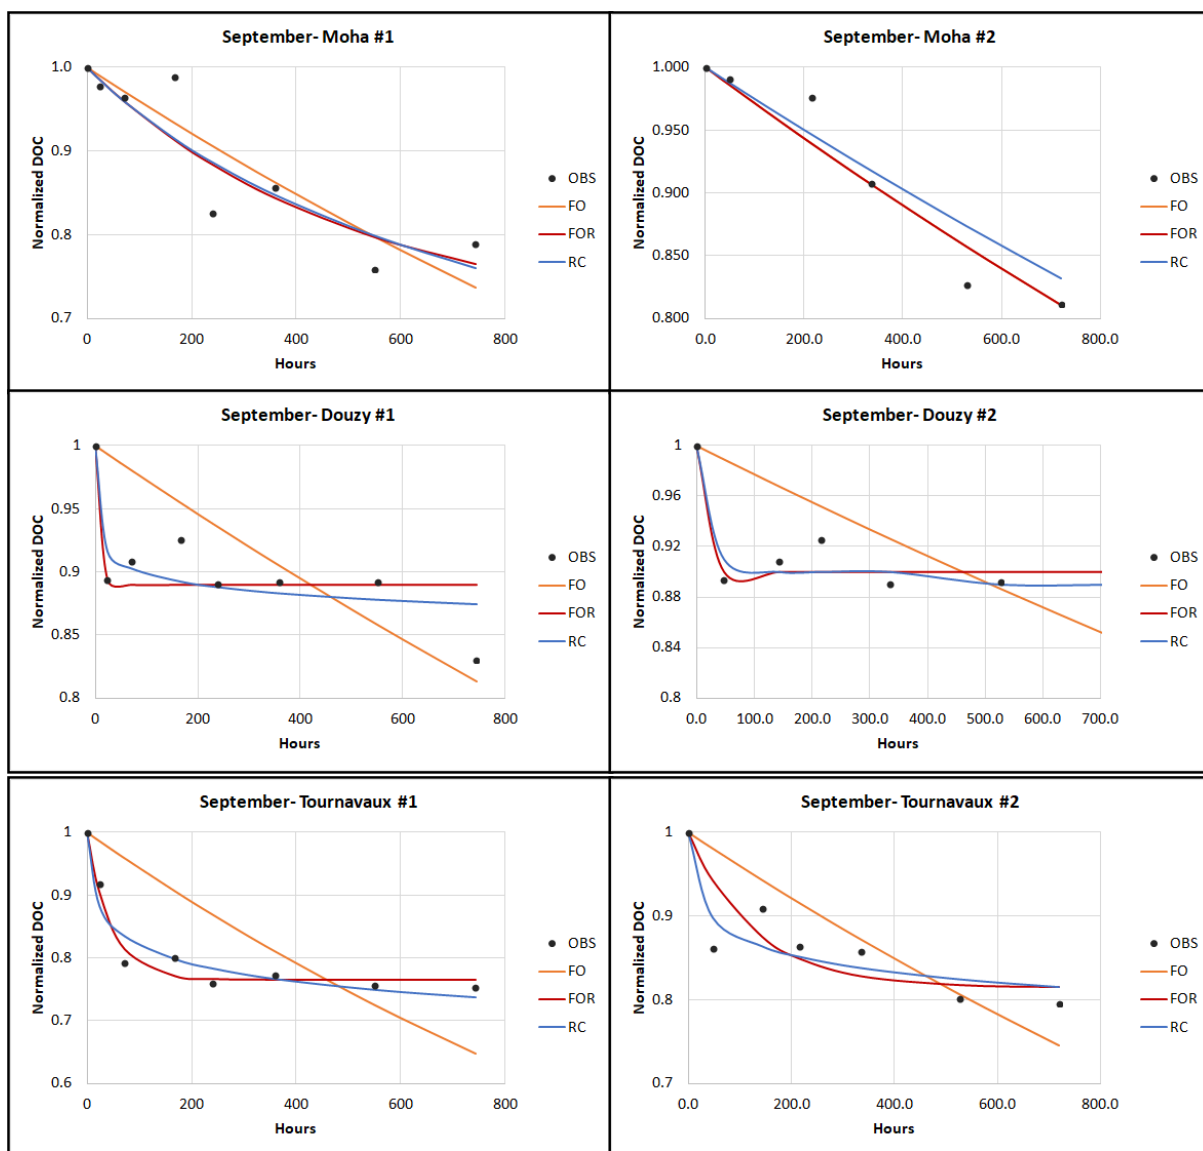 September- Moha #1
Normalized DOC
1.0
0.9
0.8
0.7
0
200
400
600
800
Hours
OBS
FO
FOR
RC
September- Moha #2
Normalized DOC
1.000
0.950
0.900
0.850
0.800
0.0
200.0
400.0
600.0
800.0
Hours
OBS
FO
FOR
RC
September- Douzy #1
Normalized DOC
1
0.95
0.9
0.85
0.8
0
200
400
600
800
Hours
OBS
FO
FOR
RC
September- Douzy #2
Normalized DOC
1
0.96
0.92
0.88
0.84
0.8
0.0
100.0
200.0
300.0
400.0
500.0
600.0
700.0
Hours
OBS
FO
FOR
RC
September- Tournavaux #1
Normalized DOC
1
0.9
0.8
0.7
0.6
0
200
400
600
800
Hours
OBS
FO
FOR
RC
September- Tournavaux #2
Normalized DOC
1
0.9
0.8
0.7
0.0
200.0
400.0
600.0
800.0
Hours
OBS
FO
FOR
RC